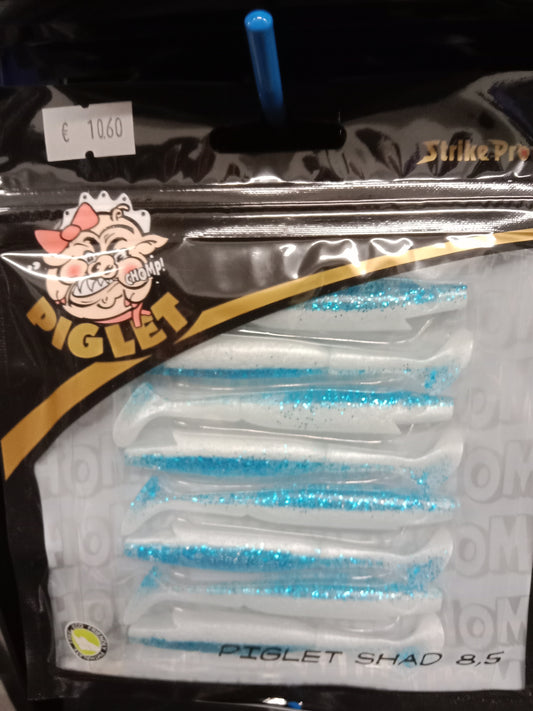 € 10.60
Strike Pro
CHOMP!
PIGLET
PIGLET SHAD 8,5